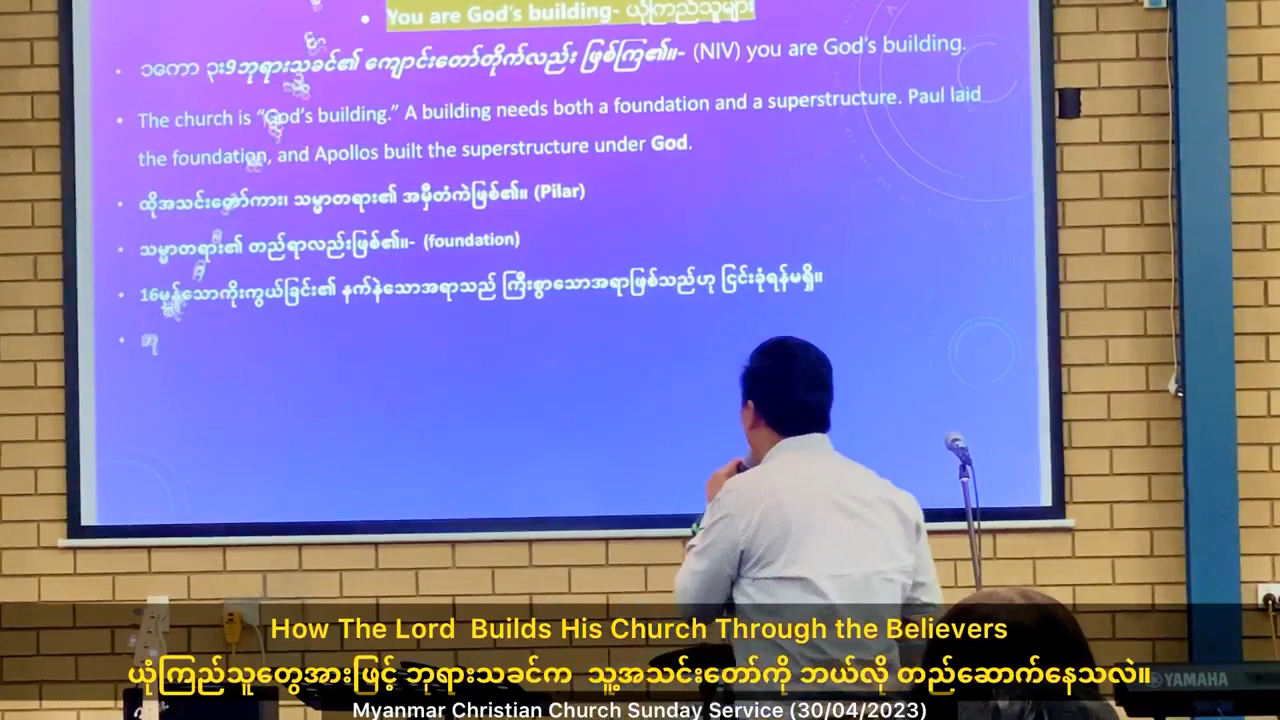 You are God's building- ယုံကြည်သူများ
၁ကော ၃း9ဘုရားသခင်၏ ကျောင်းတော်တိုက်လည်း ဖြစ်ကြ၏။- (NIV) you are God's building.
The church is “God's building.” A building needs both a foundation and a superstructure. Paul laid
the foundation, and Apollos built the superstructure under God.
ထိုအသင်းတော်ကား၊ သမ္မာတရား၏ အမှီတံကဲဖြစ်၏။ (Pilar)
သမ္မာတရား၏ တည်ရာလည်းဖြစ်၏။- (foundation)
16မွန်သောကိုးကွယ်ခြင်း၏ နက်နဲသောအရာသည် ကြီးစွာသောအရာဖြစ်သည်ဟု ငြင်းခုံရန်မရှိ။
How The Lord Builds His Church Through the Believers
ယုံကြည်သူတွေအားဖြင့် ဘုရားသခင်က သူ့အသင်းတော်ကို ဘယ်လို တည်ဆောက်နေသလဲ။
YAMAHA
Myanmar Christian Church Sunday Service (30/04/2023)